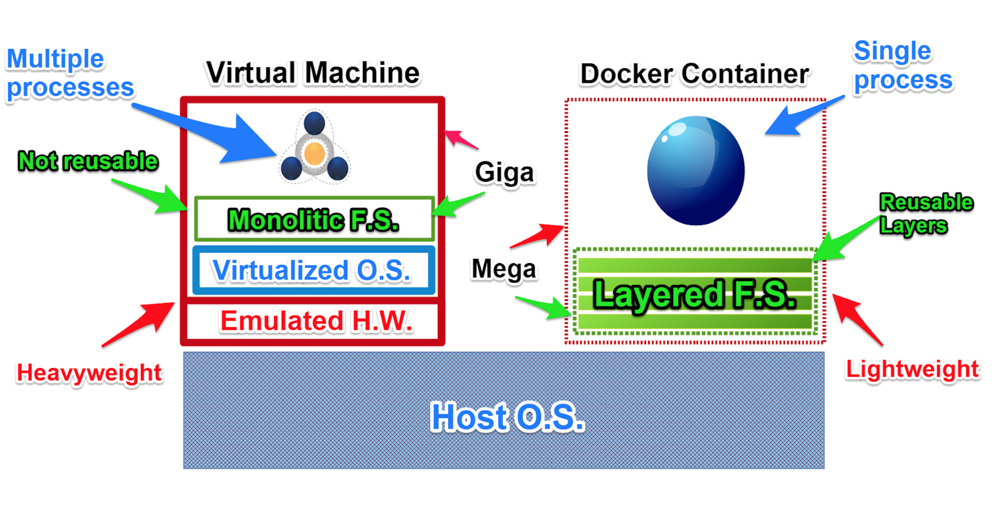 Multiple
processes
Virtual Machine
Docker Container
Single
process
Not reusable
Giga
Monolitic F.S.
Reusable
Layers
Virtualized O.S.
Mega
Layered F.S.
Emulated H.W.
Heavyweight
Lightweight
Host O.S.